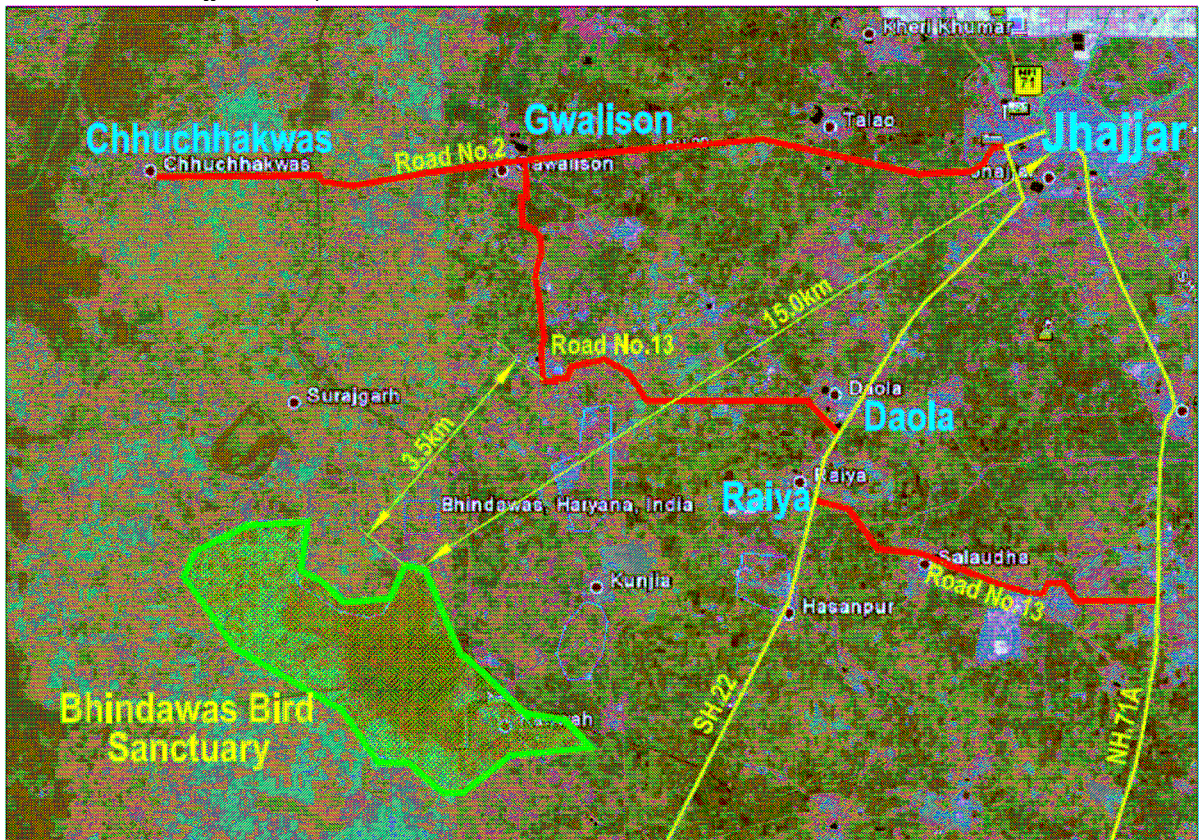 Kheri Khumar
NH
71
Chhuchhakwas
Gwalison
Talao
Jhajjar
Road No.2
Chhuchhakwas
15.0km
Road No.13
Surajgarh
3.5km
Daola
Daola
Raiya
Raiya
Bhindawas, Haryana, India
Salaudha
Kunjia
Road No.13
Hasanpur
Bhindawas Bird
Sanctuary
SH.22
NH.71A